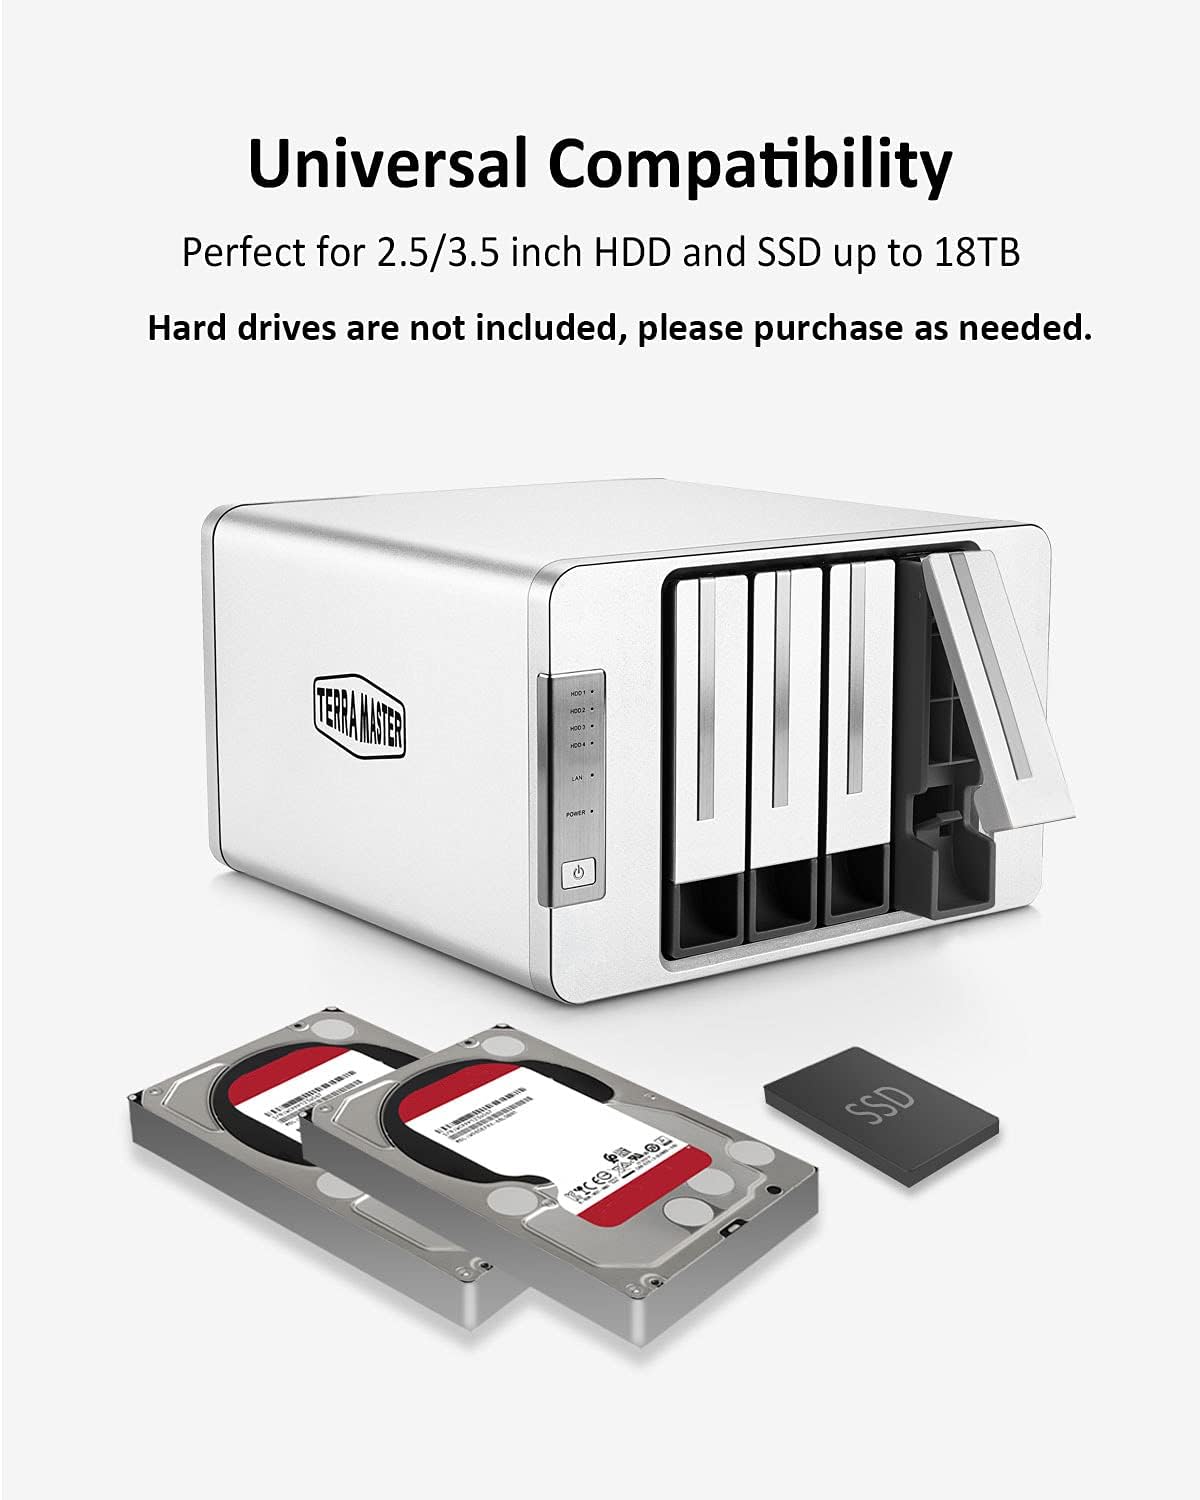 Universal Compatibility
Perfect for 2.5/3.5 inch HDD and SSD up to 18TB
Hard drives are not included, please purchase as needed.
TERRA MASTER
HDD 1
HDD 2
HDD 3
HDD 4
LAN
POWER
SSD